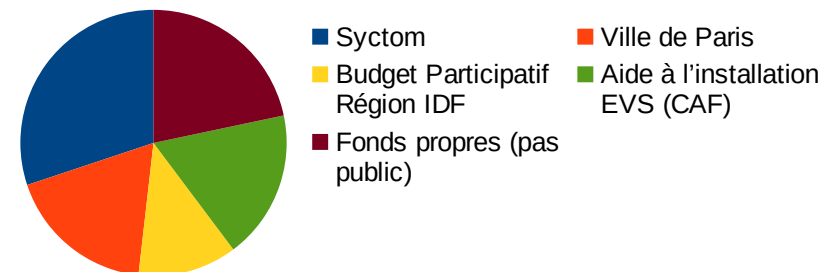 Syctom
Ville de Paris
Budget Participatif
Région IDF
Aide à l’installation
EVS (CAF)
Fonds propres (pas
public)